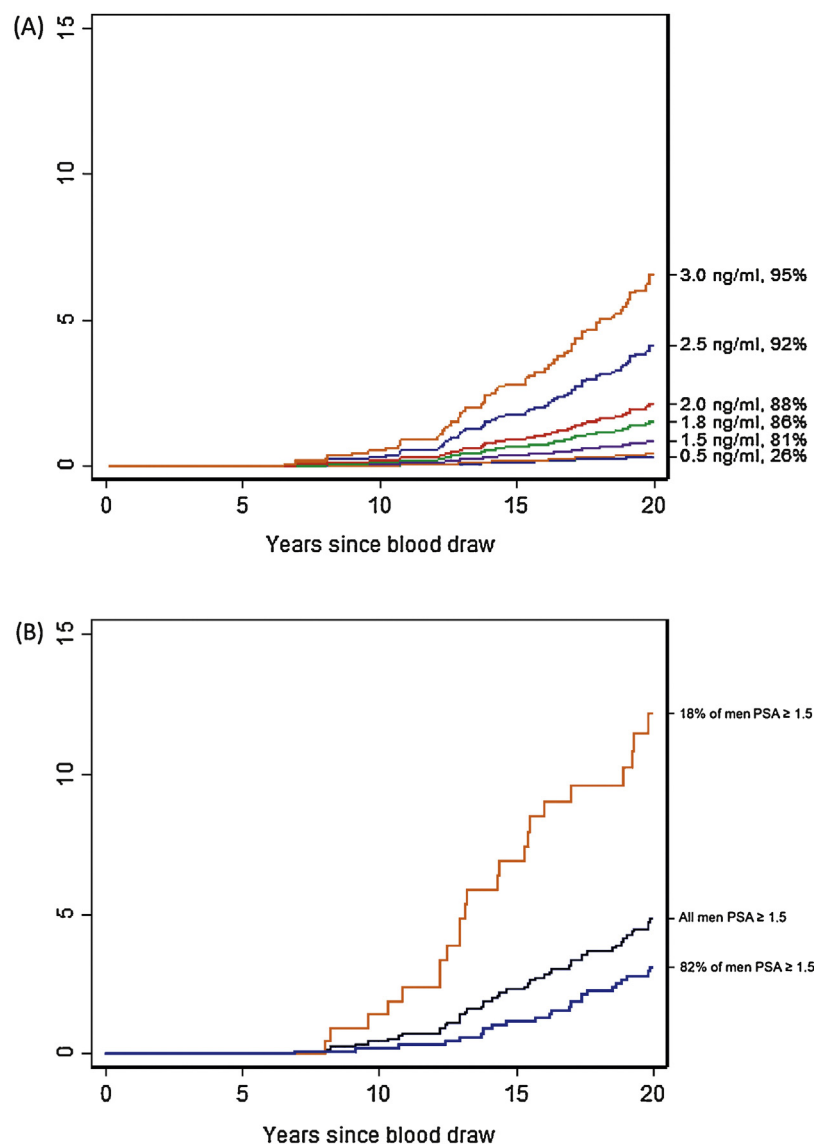 (A)
15
10
5
0
3.0 ng/ml, 95%
2.5 ng/ml, 92%
2.0 ng/ml, 88%
1.8 ng/ml, 86%
1.5 ng/ml, 81%
0.5 ng/ml, 26%
0 5 10 15 20
Years since blood draw
(B)
15
10
5
0
18% of men PSA ≥ 1.5
All men PSA ≥ 1.5
82% of men PSA ≥ 1.5
0 5 10 15 20
Years since blood draw